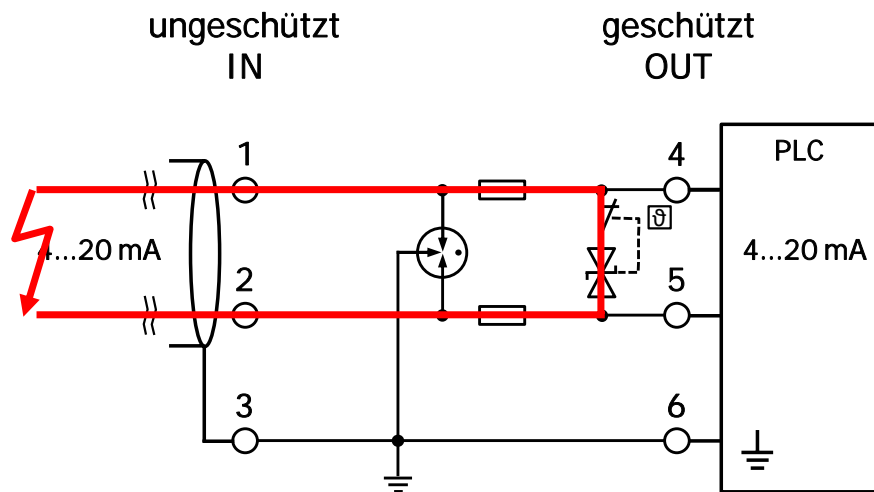 ungeschützt
IN
geschützt
OUT
1
4
PLC
ϑ
4...20 mA
4...20 mA
2
5
3
6